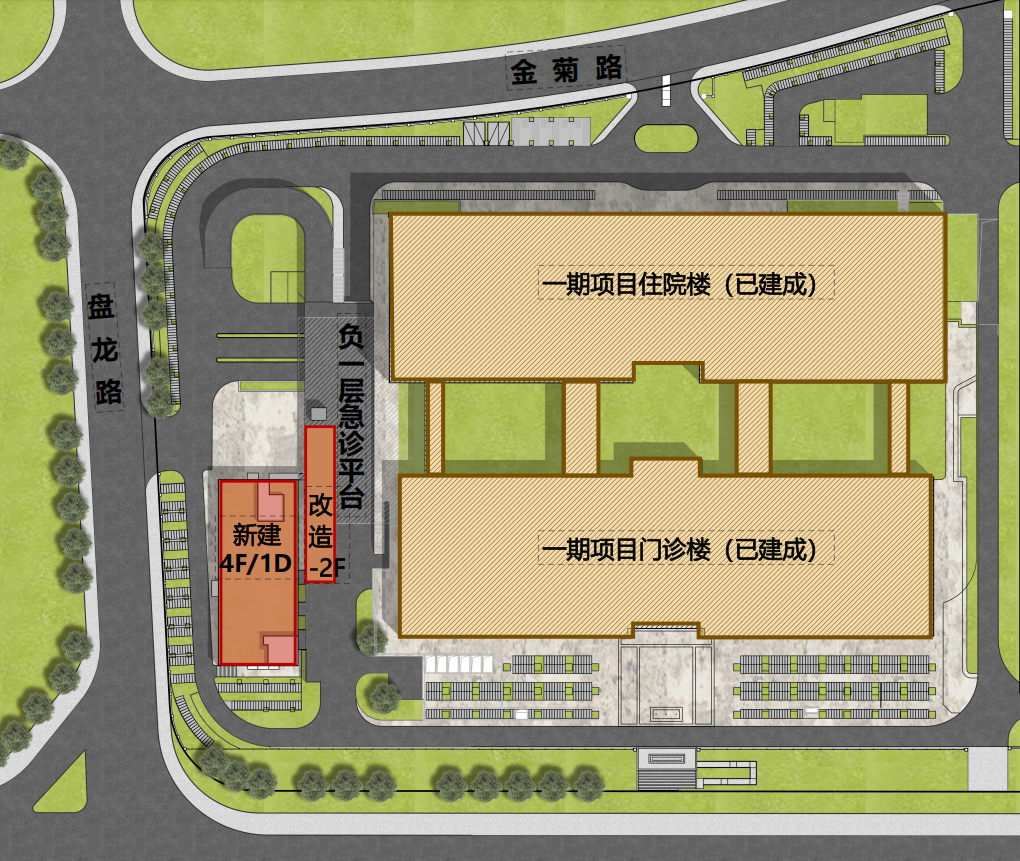 金菊路
盘龙路
一期项目住院楼（已建成）
负一层急诊平台
改造
-2F
新建
4F/1D
一期项目门诊楼（已建成）